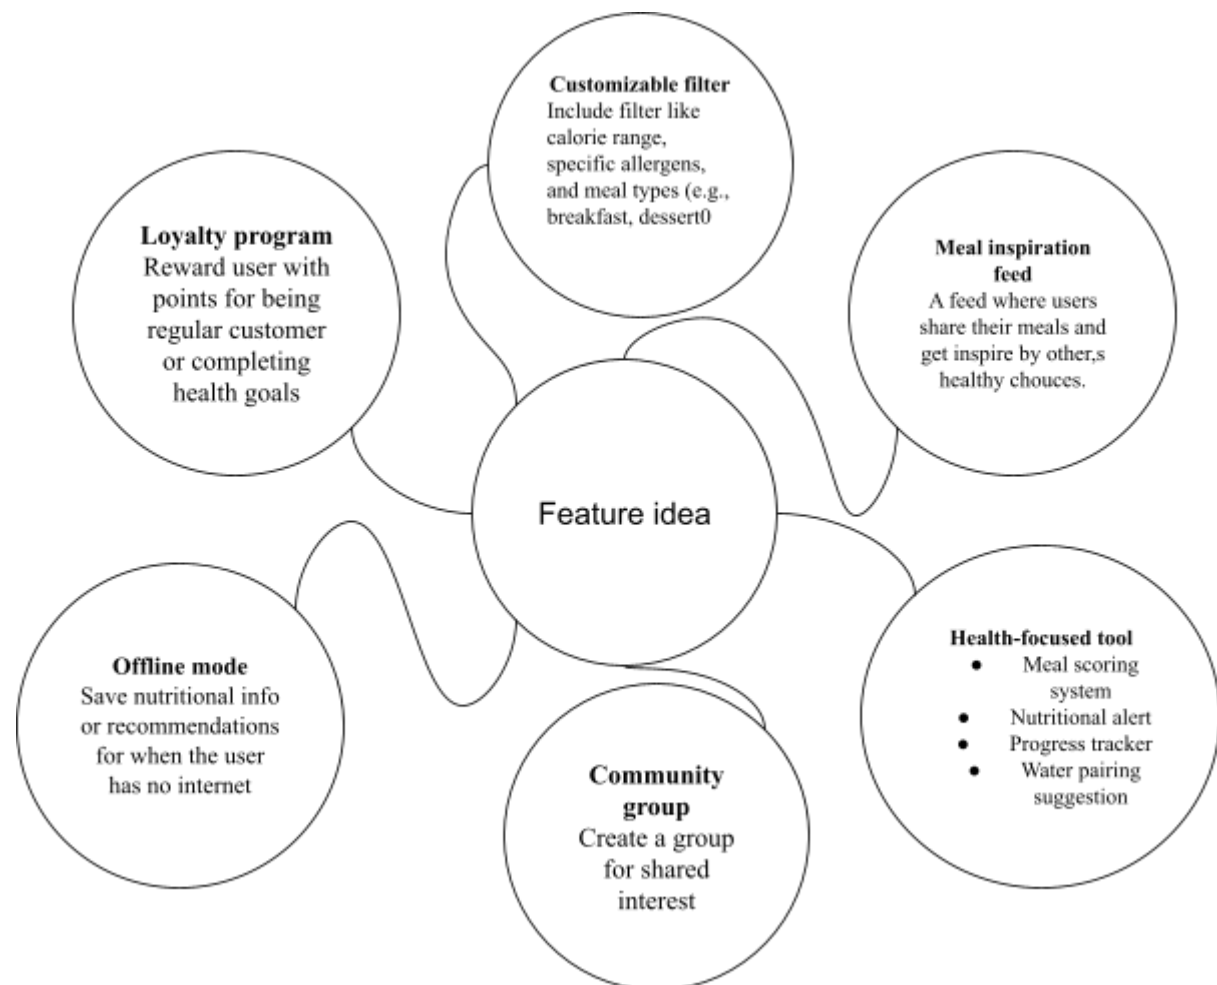 Customizable filter
Include filter like
calorie range,
specific allergens,
and meal types (e.g.,
breakfast, dessert0
Loyalty program
Reward user with
points for being
regular customer
or completing
health goals
Meal inspiration
feed
A feed where users
share their meals and
get inspire by other,s
healthy chouces.
Feature idea
Offline mode
Save nutritional info
or recommendations
for when the user
has no internet
Community
group
Create a group
for shared
interest
Health-focused tool
● Meal scoring
system
● Nutritional alert
● Progress tracker
● Water pairing
suggestion